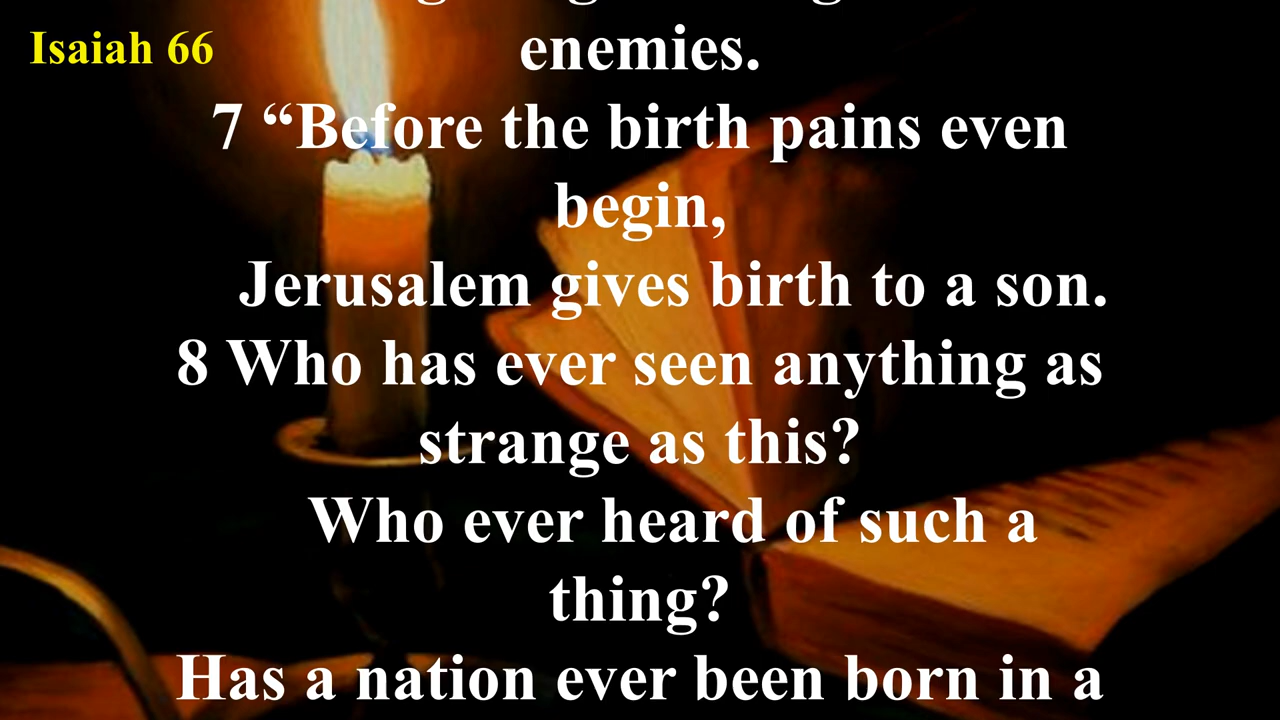 Isaiah 66
enemies.
7 “Before the birth pains even
begin,
Jerusalem gives birth to a son.
8 Who has ever seen anything as
strange as this?
Who ever heard of such a
thing?
Has a nation ever been born in a